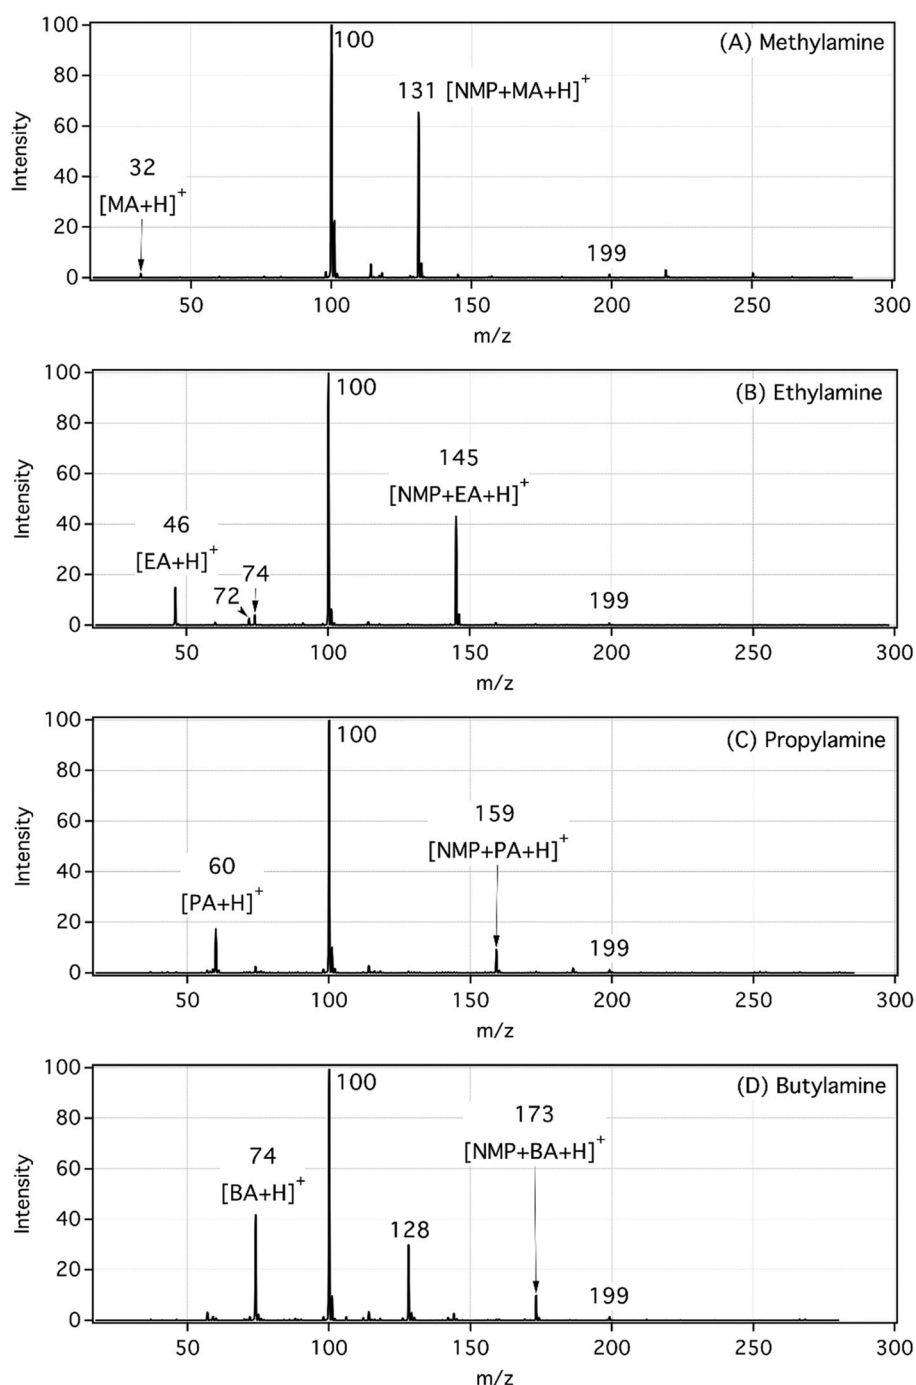 (A) Methylamine
100
131 [NMP+MA+H]+
32
[MA+H]+
199
Intensity
100
80
60
40
20
0
50 100 150 200 250 300
m/z
(B) Ethylamine
100
145
[NMP+EA+H]+
46
[EA+H]+
74
72
199
Intensity
100
80
60
40
20
0
50 100 150 200 250 300
m/z
(C) Propylamine
100
159
[NMP+PA+H]+
60
[PA+H]+
199
Intensity
100
80
60
40
20
0
50 100 150 200 250 300
m/z
(D) Butylamine
100
173
[NMP+BA+H]+
74
[BA+H]+
128
199
Intensity
100
80
60
40
20
0
50 100 150 200 250 300
m/z